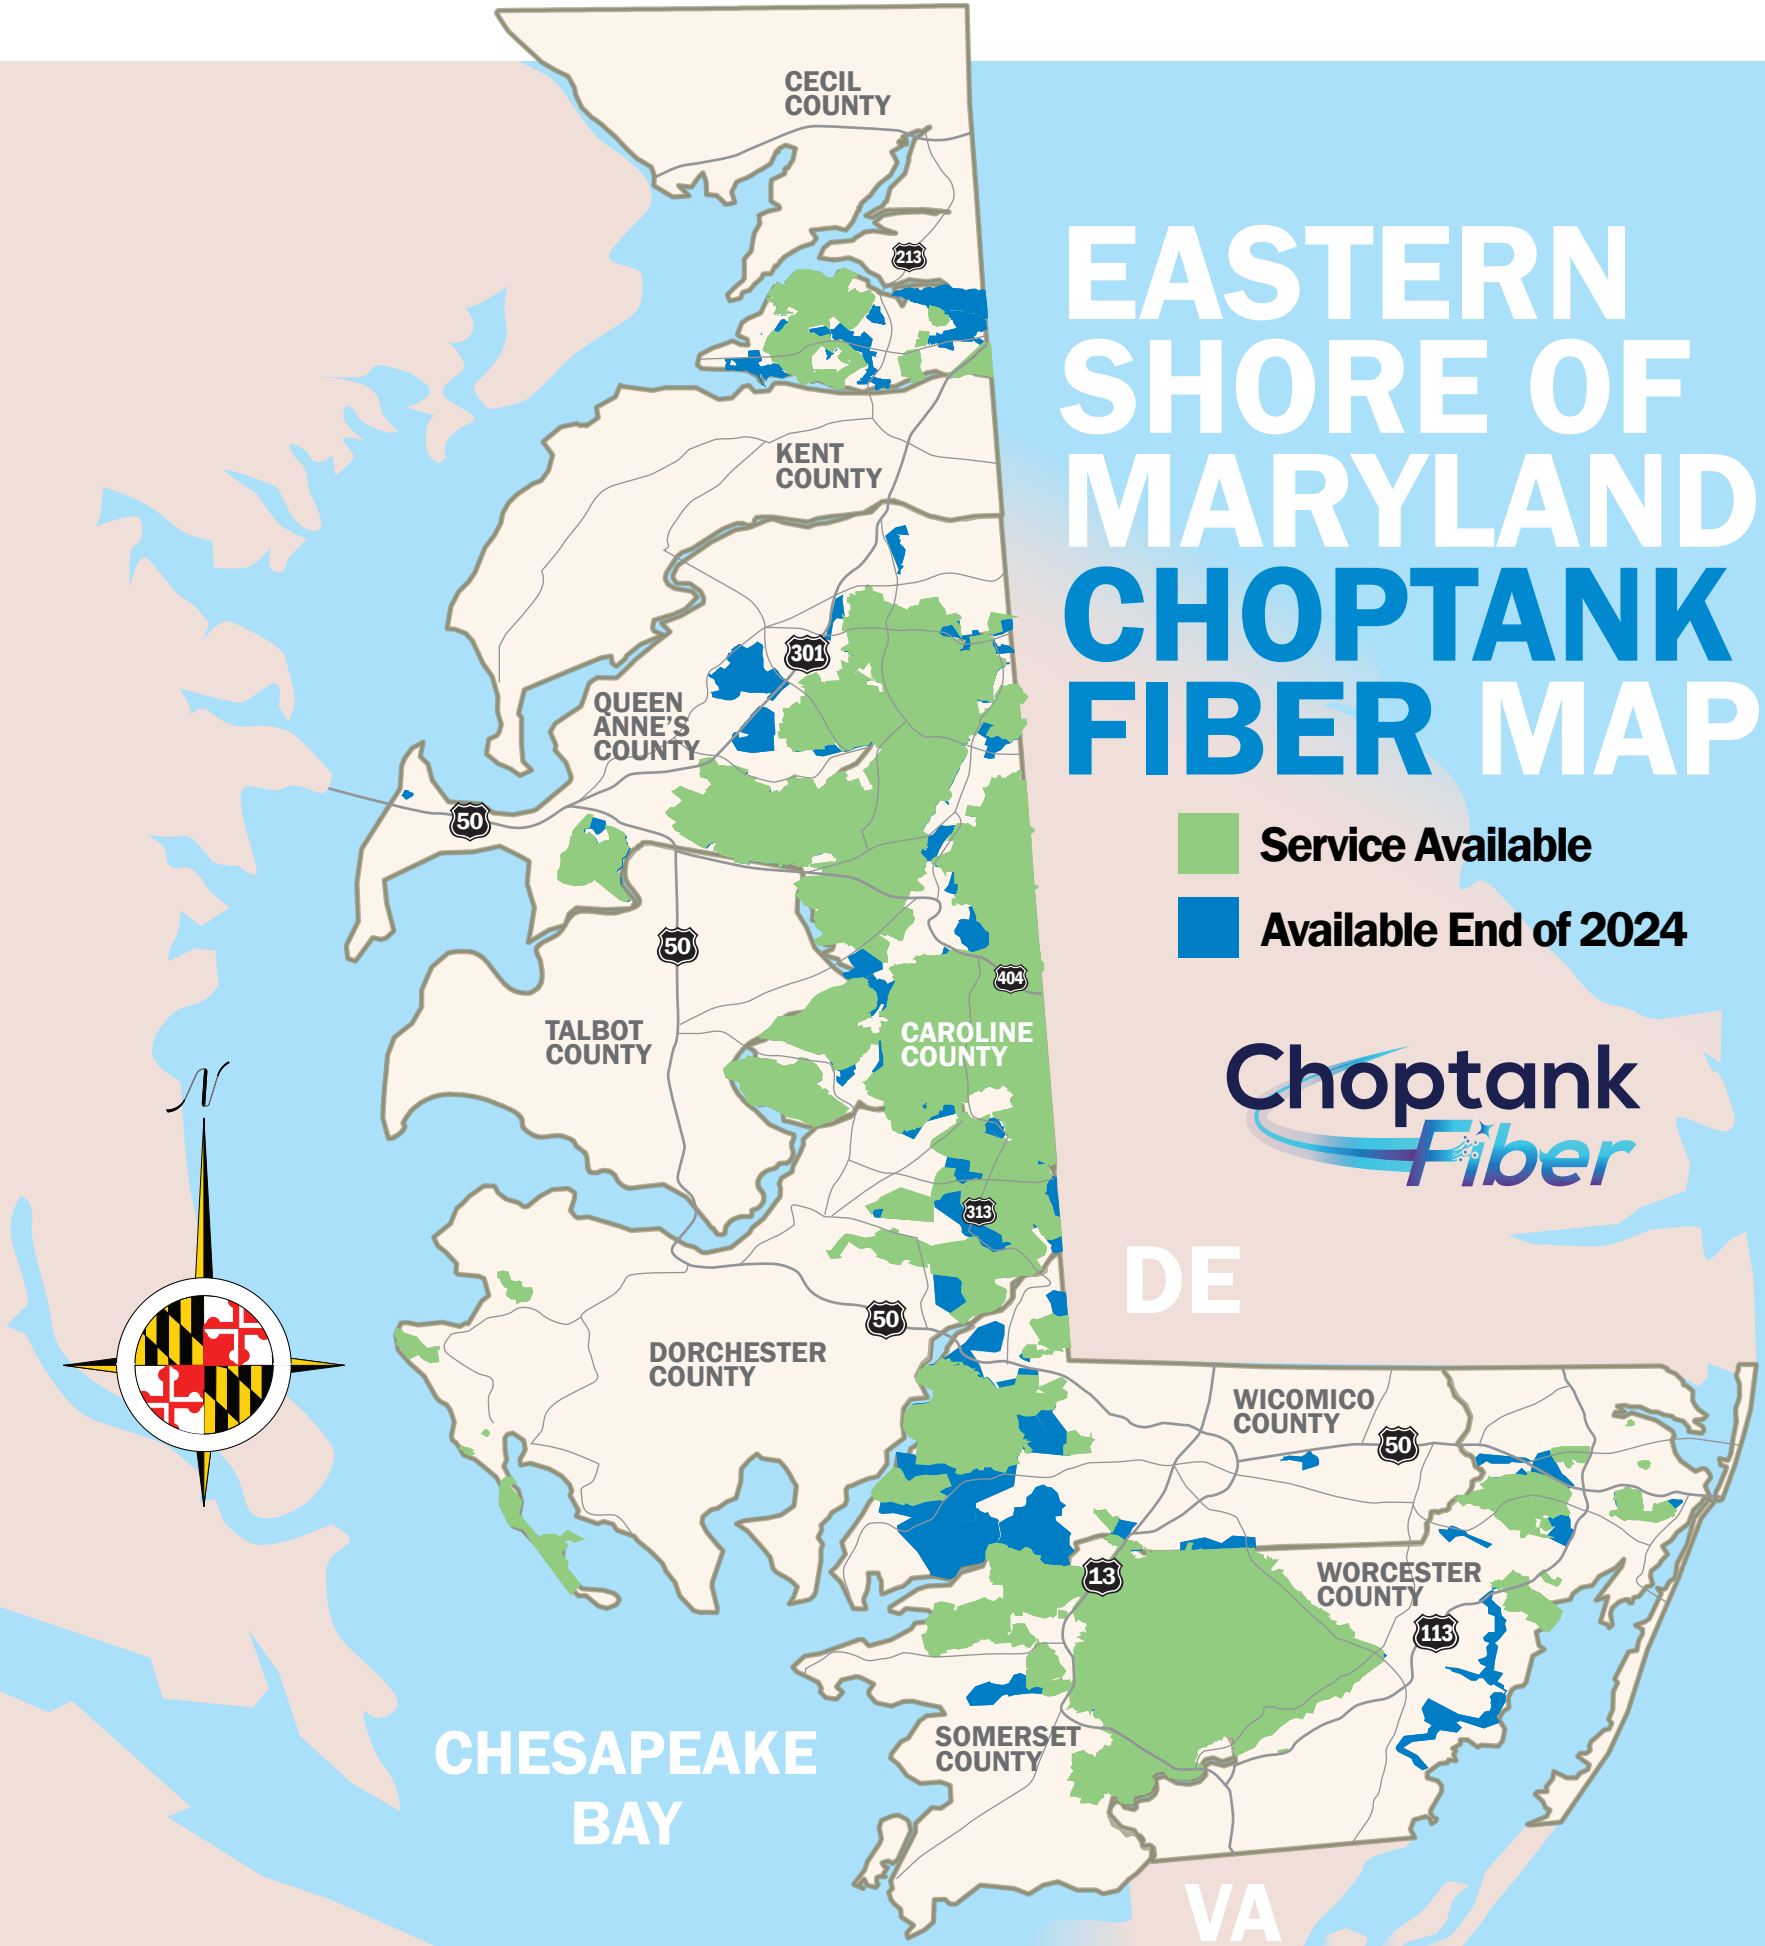 CECIL
COUNTY
213
EASTERN
SHORE OF
MARYLAND
CHOPTANK
FIBER MAP
KENT
COUNTY
301
QUEEN
ANNE'S
COUNTY
50
Service Available
Available End of 2024
50
404
TALBOT
COUNTY
CAROLINE
COUNTY
Choptank
Fiber
N
313
DE
50
DORCHESTER
COUNTY
WICOMICO
COUNTY
50
13
WORCESTER
COUNTY
113
SOMERSET
COUNTY
CHESAPEAKE
BAY
VA